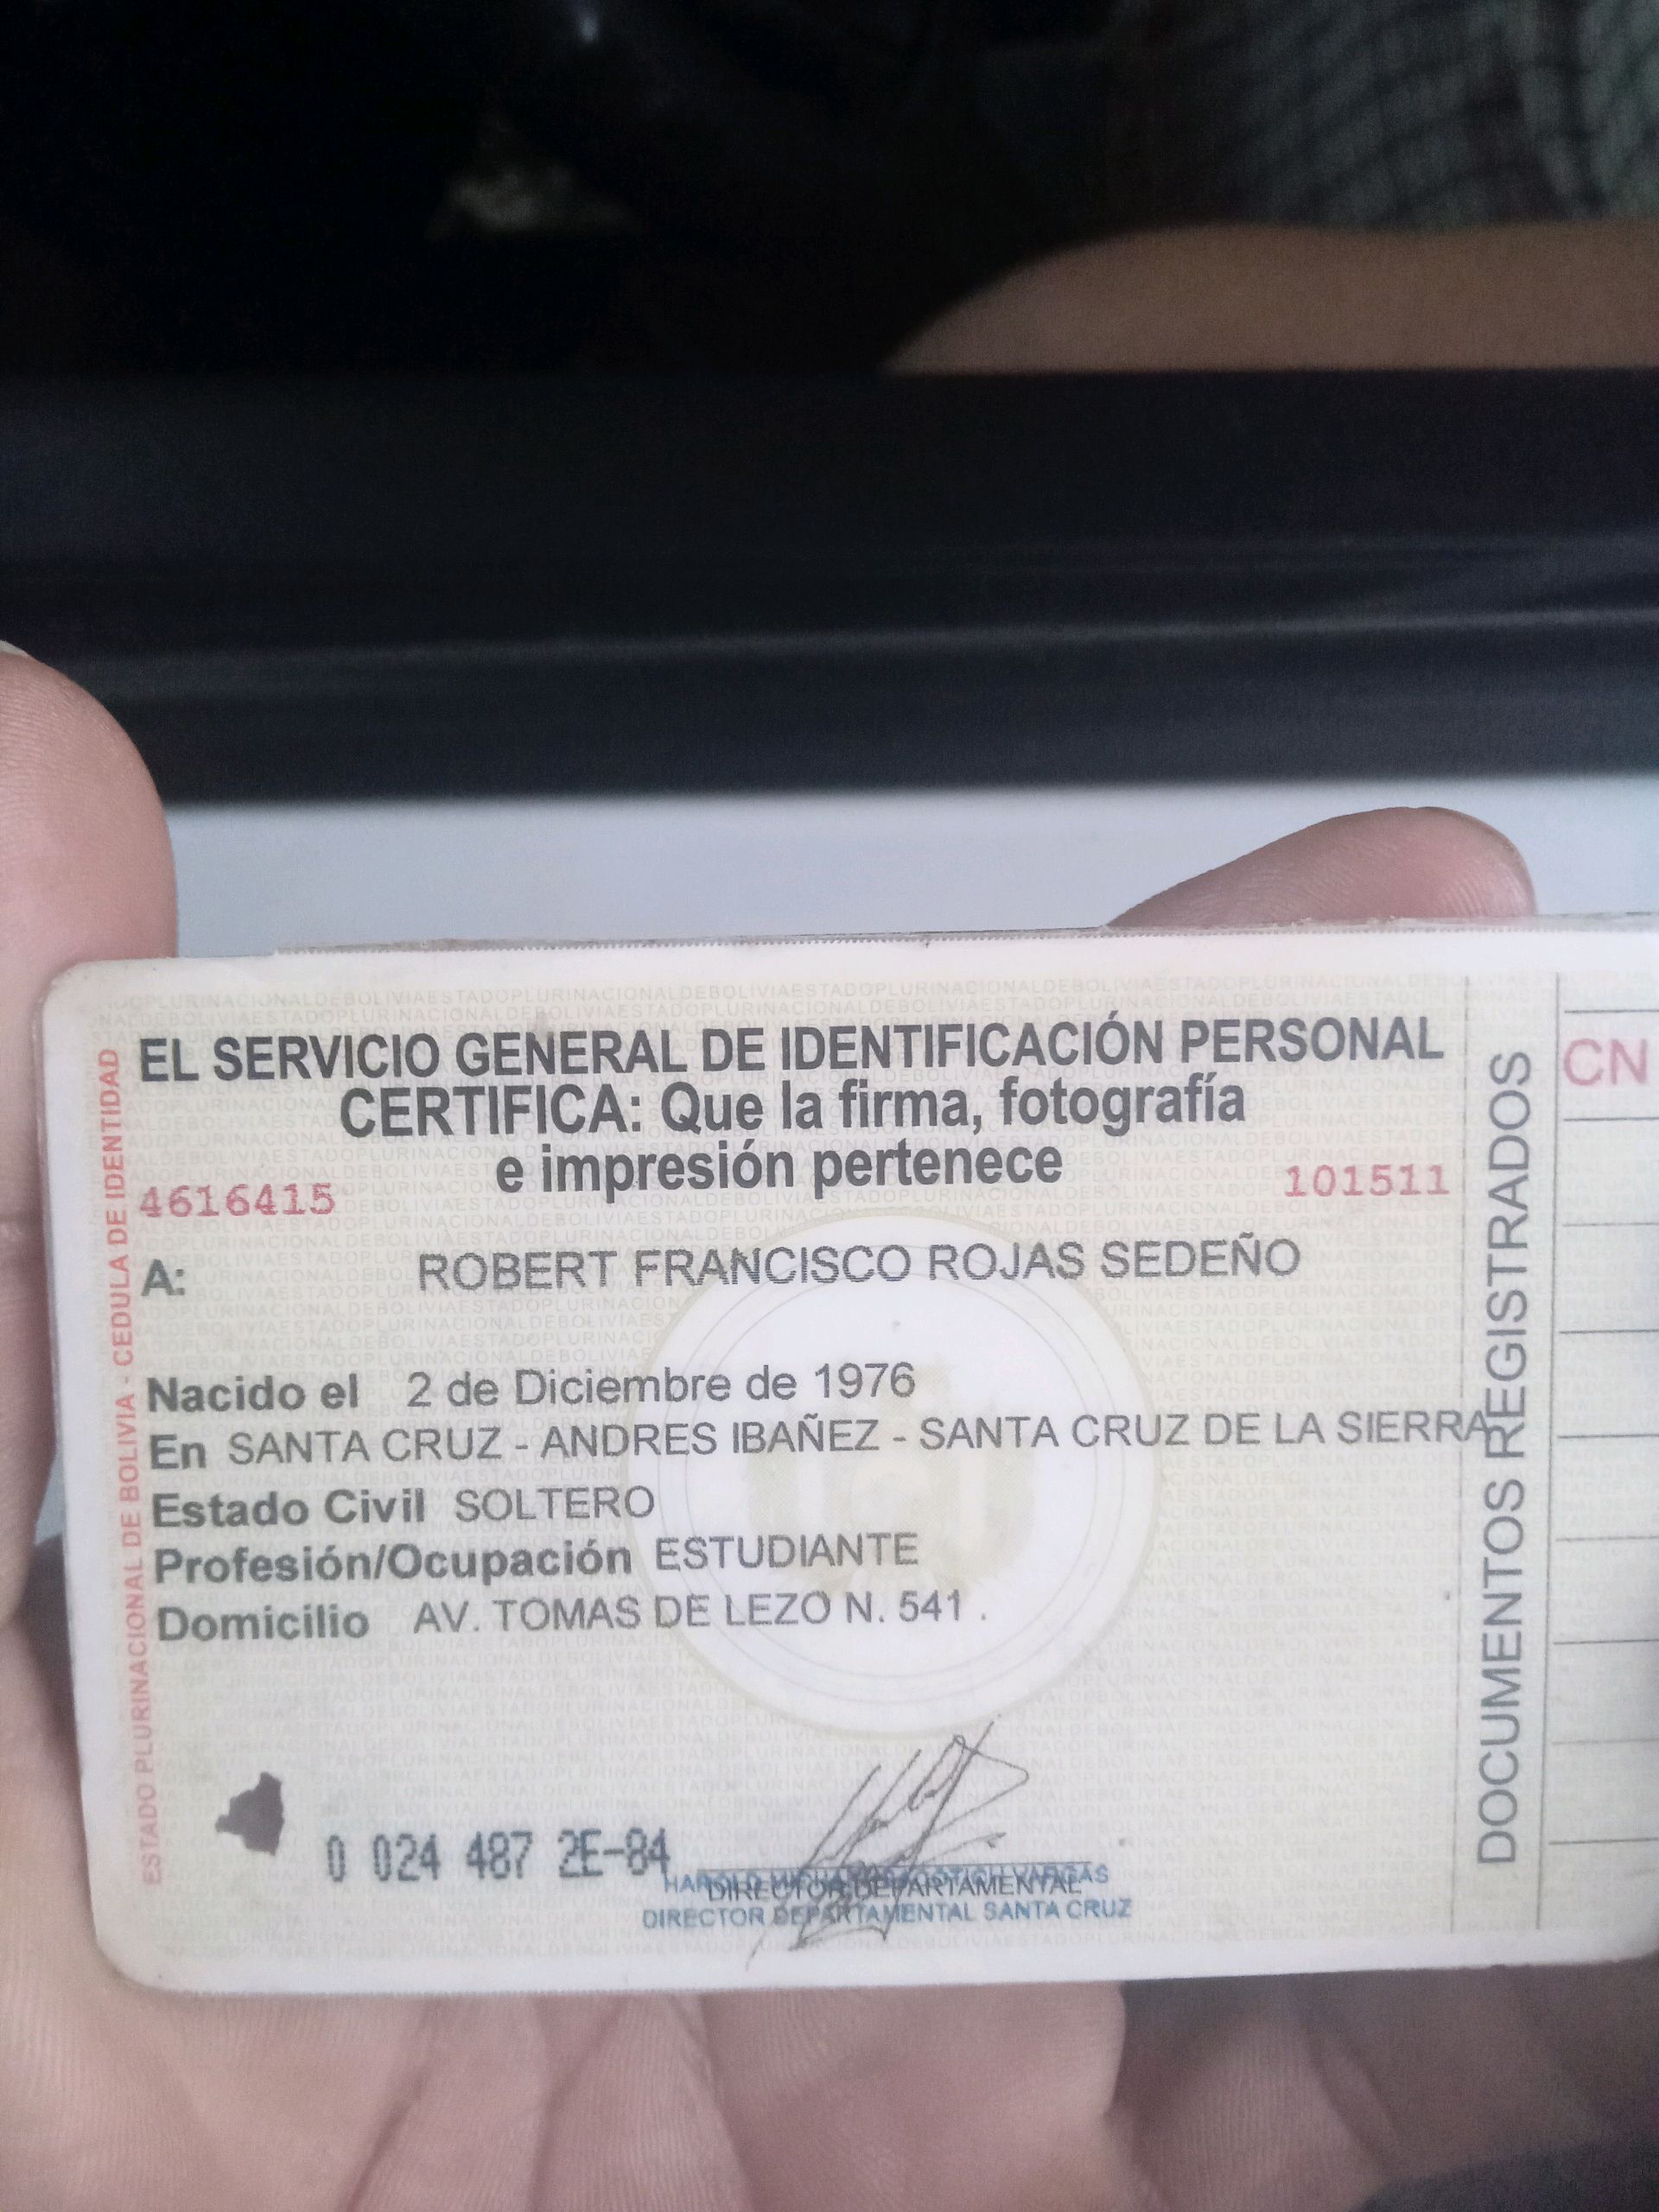 EL SERVICIO GENERAL DE IDENTIFICACIÓN PERSONAL
CERTIFICA: Que la firma, fotografía
e impresión pertenece
4616415
101511
A: ROBERT FRANCISCO ROJAS SEDEÑO
Nacido el 2 de Diciembre de 1976
En SANTA CRUZ - ANDRES IBAÑEZ - SANTA CRUZ DE LA SIERRA
Estado Civil SOLTERO
Profesión/Ocupación ESTUDIANTE
Domicilio AV. TOMAS DE LEZO N. 541 .
0 024 487 2E-84
HAROLD VARGAS
DIRECTOR DEPARTAMENTAL
DIRECTOR DEPARTAMENTAL SANTA CRUZ
ESTADO PLURINACIONAL DE BOLIVIA - CEDULA DE IDENTIDAD
DOCUMENTOS REGISTRADOS
CN